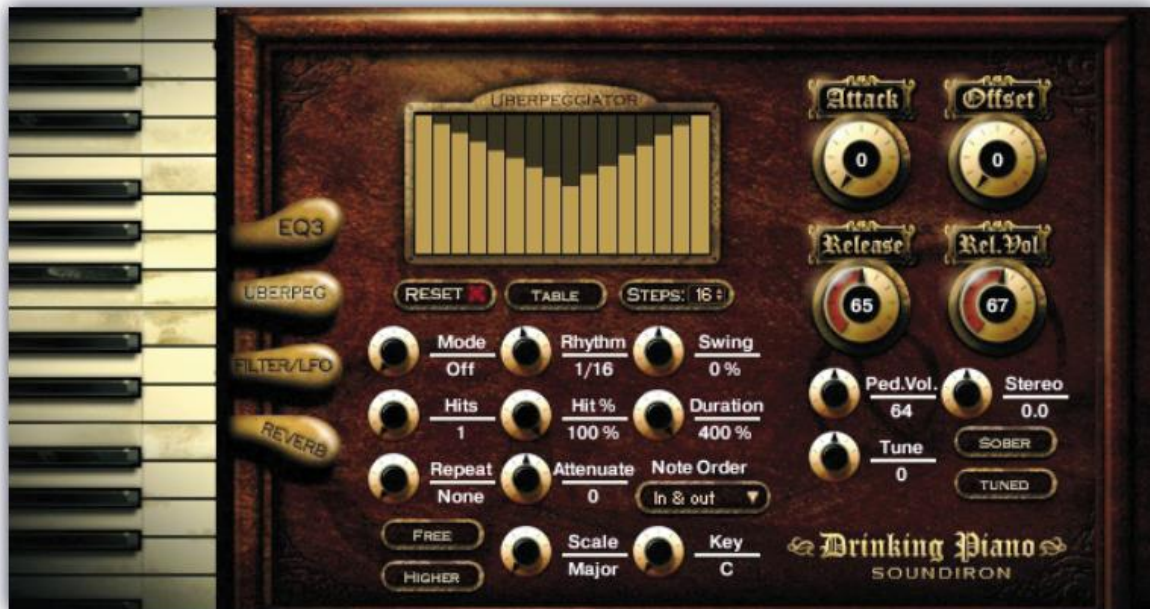 UBERPEGGIATOR
Attack
Offset
0
0
EQ3
Release
Rel.Vol
UBERPEG
65
67
RESET
TABLE
STEPS: 16
FILTER/LFO
Mode
Off
Rhythm
1/16
Swing
0 %
Ped.Vol.
64
Stereo
0.0
REVERB
Hits
1
Hit %
100 %
Duration
400 %
Tune
0
SOBER
TUNED
Repeat
None
Attenuate
0
Note Order
In & out
FREE
HIGHER
Scale
Major
Key
C
Drinking Piano
SOUNDIRON